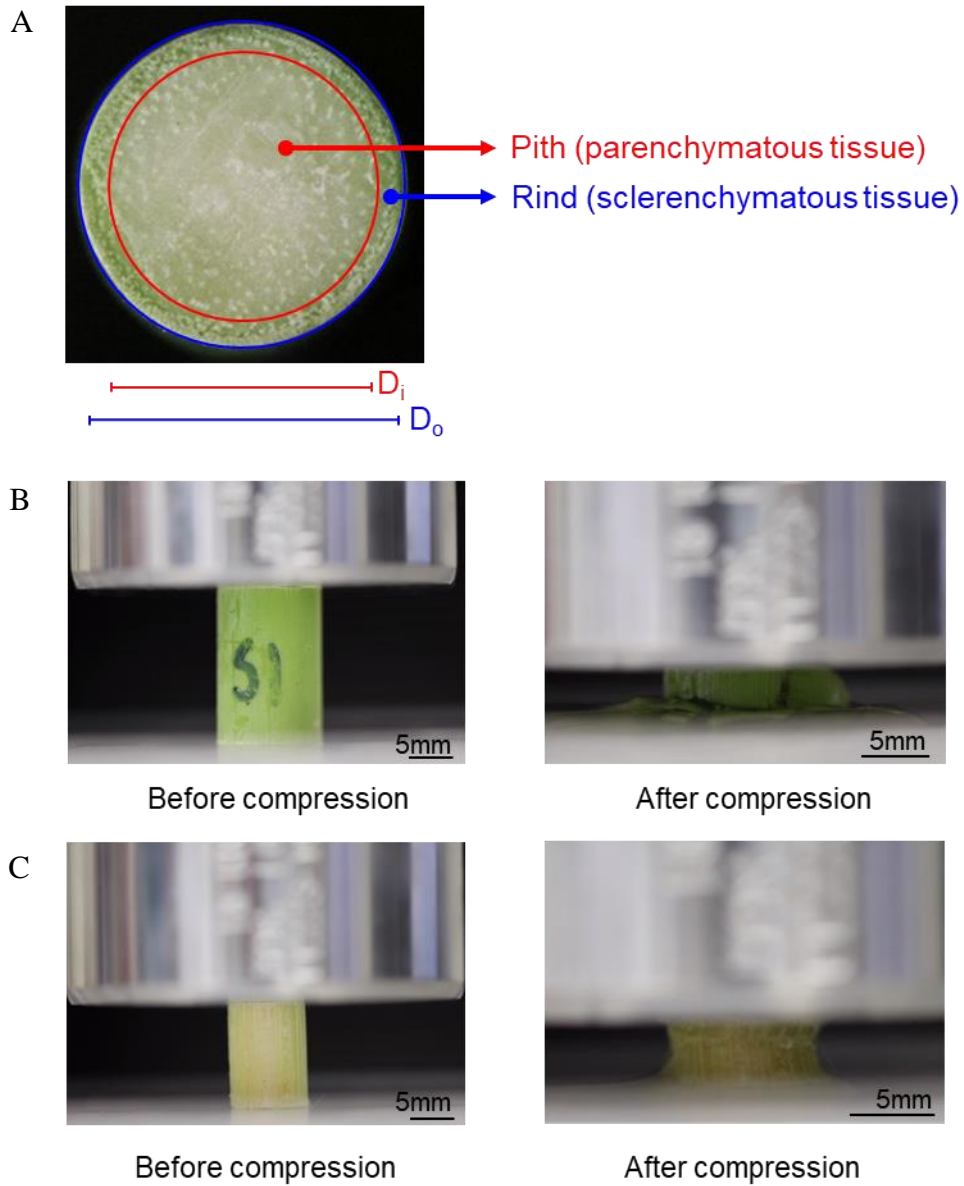 A
Pith (parenchymatous tissue)
Rind (sclerenchymatous tissue)
Di
Do
B
S1
5mm
5mm
Before compression
After compression
C
5mm
5mm
Before compression
After compression